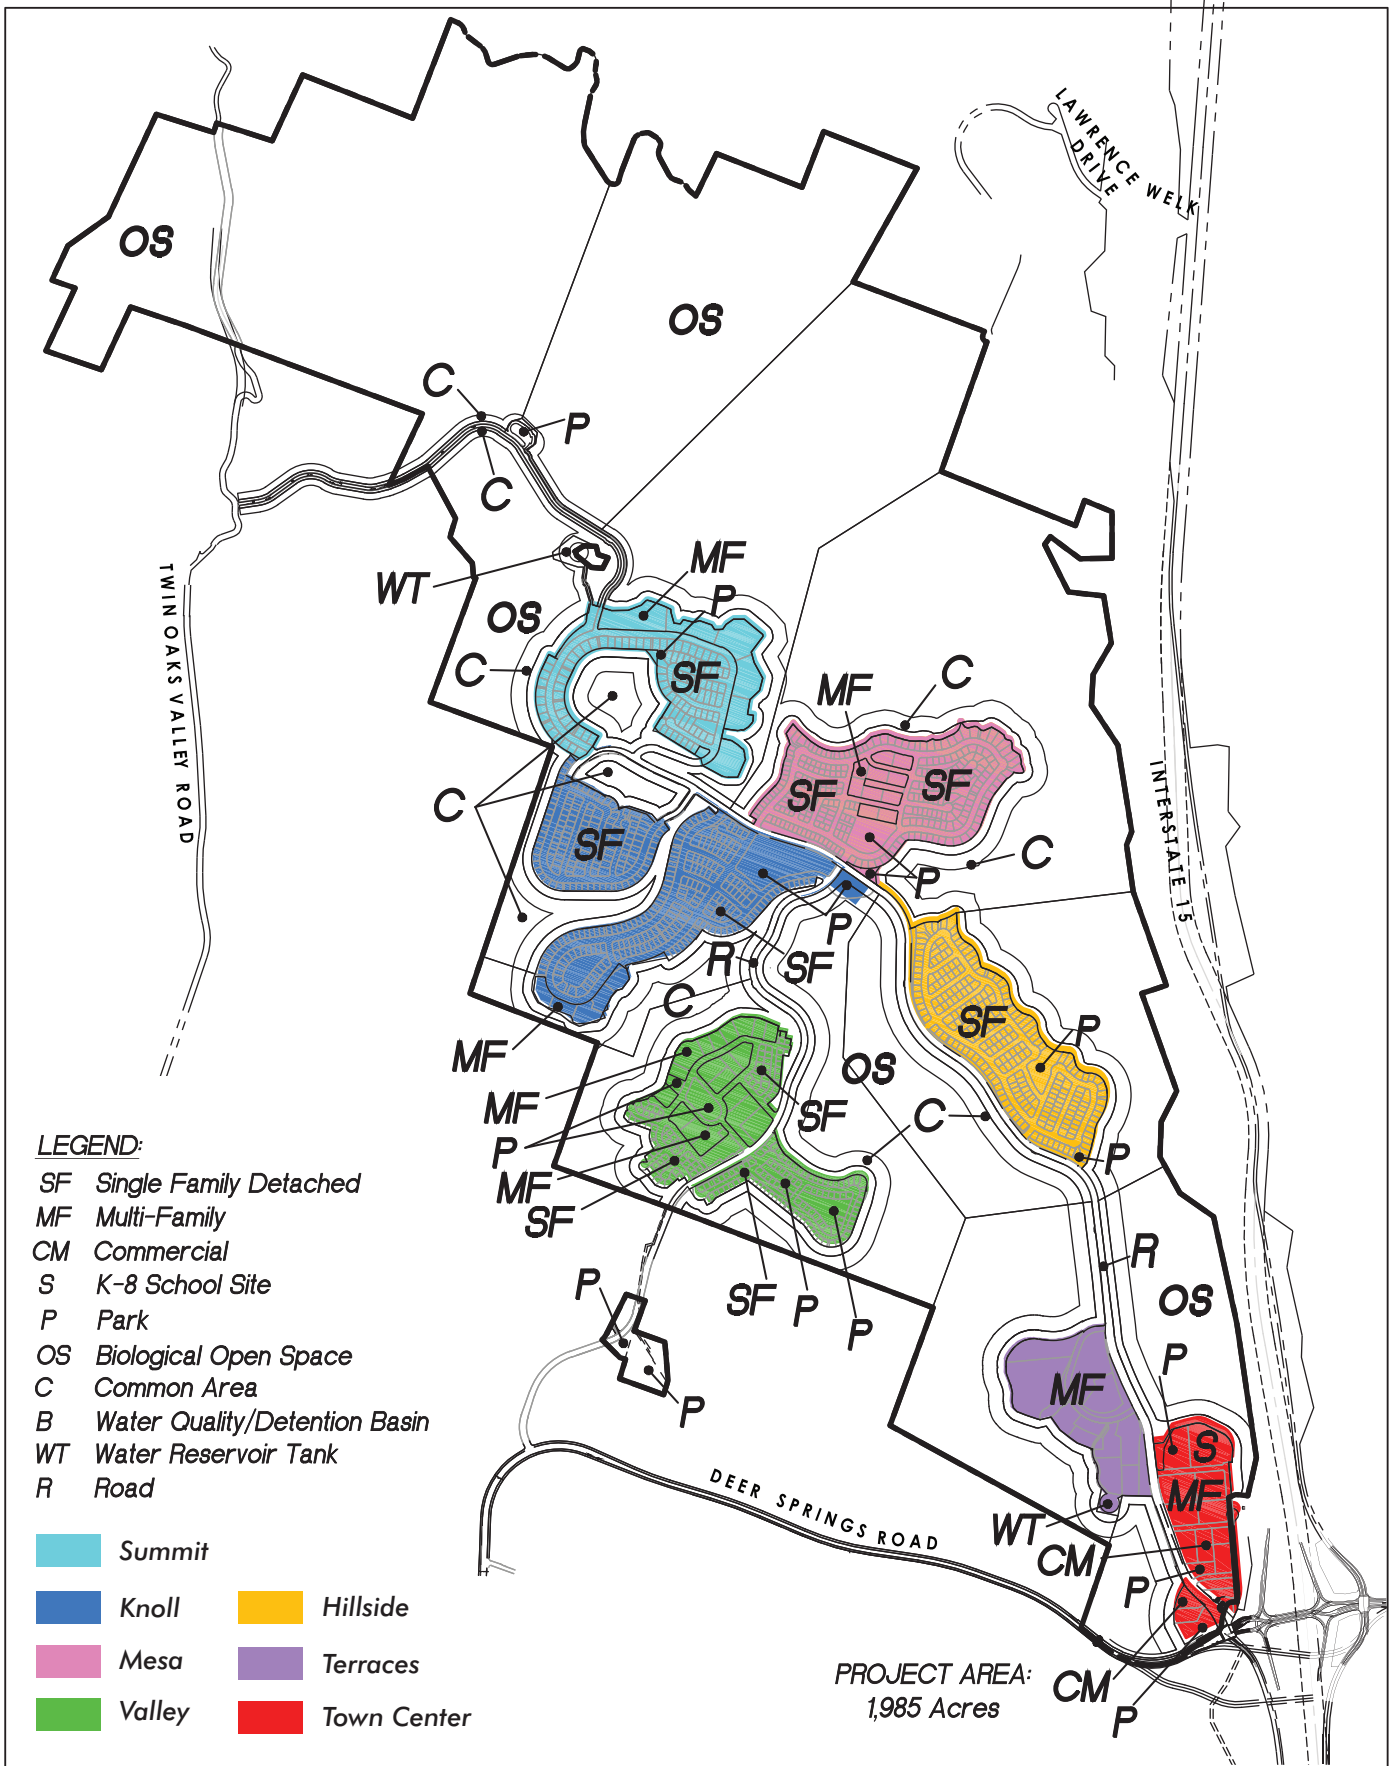 LAWRENCE WELK
DRIVE
OS
OS
C
P
C
C
MF
WT
P
OS
C
SF
C
MF
SF
SF
C
SF
C
P
P
SF
R
C
SF
P
MF
OS
MF
SF
C
P
P
MF
SF
R
P
SF
P
OS
P
P
MF
P
S
MF
WT
CM
P
CM
P
TWIN OAKS VALLEY ROAD
INTERSTATE 15
DEER SPRINGS ROAD
LEGEND:
SF Single Family Detached
MF Multi-Family
CM Commercial
S K-8 School Site
P Park
OS Biological Open Space
C Common Area
B Water Quality/Detention Basin
WT Water Reservoir Tank
R Road
Summit
Knoll
Hillside
Mesa
Terraces
Valley
Town Center
PROJECT AREA:
1,985 Acres